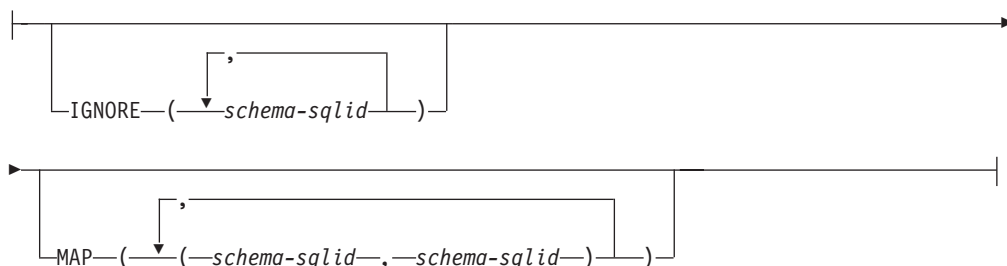 ,
IGNORE ( schema-sqlid )
,
MAP ( ( schema-sqlid , schema-sqlid ) )